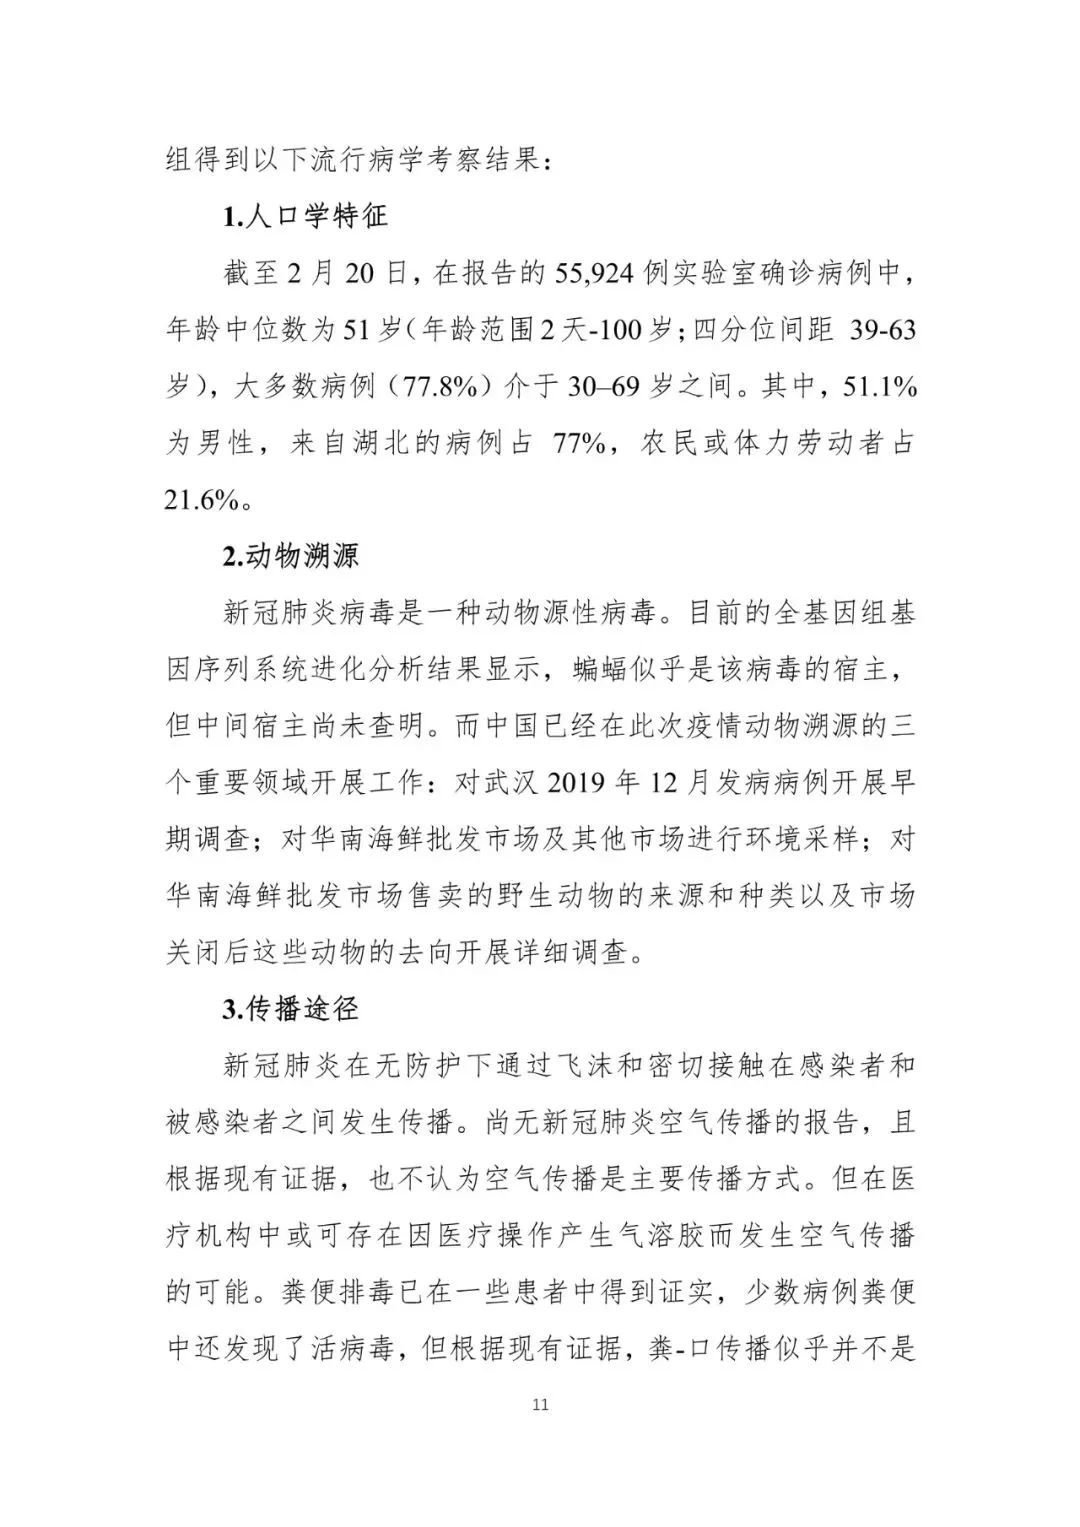 组得到以下流行病学考察结果：
1.人口学特征
截至 2 月 20 日，在报告的 55,924 例实验室确诊病例中，
年龄中位数为 51 岁（年龄范围 2 天-100 岁；四分位间距 39-63
岁），大多数病例（77.8%）介于 30–69 岁之间。其中，51.1%
为男性，来自湖北的病例占 77%，农民或体力劳动者占
21.6%。
2.动物溯源
新冠肺炎病毒是一种动物源性病毒。目前的全基因组基
因序列系统进化分析结果显示，蝙蝠似乎是该病毒的宿主，
但中间宿主尚未查明。而中国已经在此次疫情动物溯源的三
个重要领域开展工作：对武汉 2019 年 12 月发病病例开展早
期调查；对华南海鲜批发市场及其他市场进行环境采样；对
华南海鲜批发市场售卖的野生动物的来源和种类以及市场
关闭后这些动物的去向开展详细调查。
3.传播途径
新冠肺炎在无防护下通过飞沫和密切接触在感染者和
被感染者之间发生传播。尚无新冠肺炎空气传播的报告，且
根据现有证据，也不认为空气传播是主要传播方式。但在医
疗机构中或可存在因医疗操作产生气溶胶而发生空气传播
的可能。粪便排毒已在一些患者中得到证实，少数病例粪便
中还发现了活病毒，但根据现有证据，粪-口传播似乎并不是
11